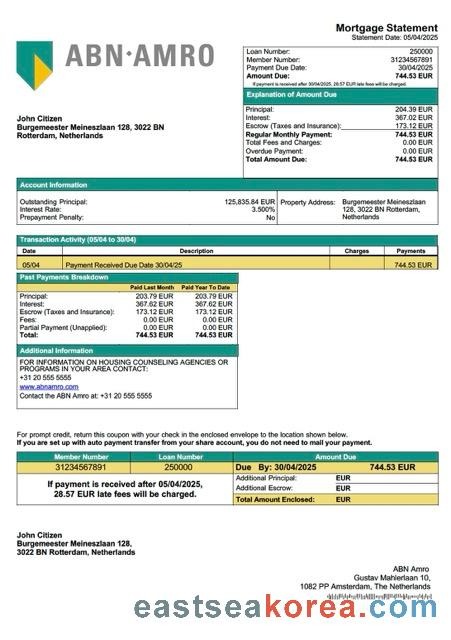 ABN·AMRO
Mortgage Statement
Statement Date: 05/04/2025
Loan Number: 250000
Member Number: 31234567891
Payment Due Date: 30/04/2025
Amount Due: 744.53 EUR
If payment is received after 30/04/2025, 28.57 EUR late fees will be charged.
John Citizen
Burgemeester Meineszlaan 128, 3022 BN
Rotterdam, Netherlands
Explanation of Amount Due
Principal: 204.39 EUR
Interest: 367.02 EUR
Escrow (Taxes and Insurance): 173.12 EUR
Regular Monthly Payment: 744.53 EUR
Total Fees and Charges: 0.00 EUR
Overdue Payment: 0.00 EUR
Total Amount Due: 744.53 EUR
Account Information
Outstanding Principal: 125,835.84 EUR
Interest Rate: 3.500%
Prepayment Penalty: No
Property Address: Burgemeester Meineszlaan
128, 3022 BN Rotterdam,
Netherlands
Transaction Activity (05/04 to 30/04)
Date Description Charges Payments
05/04 Payment Received Due Date 30/04/25 744.53 EUR
Past Payments Breakdown
Paid Last Month Paid Year To Date
Principal: 203.79 EUR 203.79 EUR
Interest: 367.62 EUR 367.62 EUR
Escrow (Taxes and Insurance): 173.12 EUR 173.12 EUR
Fees: 0.00 EUR 0.00 EUR
Partial Payment (Unapplied): 0.00 EUR 0.00 EUR
Total: 744.53 EUR 744.53 EUR
Additional Information
FOR INFORMATION ON HOUSING COUNSELING AGENCIES OR
PROGRAMS IN YOUR AREA CONTACT:
+31 20 555 5555
www.abnamro.com
Contact the ABN Amro at: +31 20 555 5555
For prompt credit, return this coupon with your check in the enclosed envelope to the location shown below.
If you are set up with auto payment transfer from your share account, you do not need to mail your payment.
Member Number Loan Number Amount Due
31234567891 250000 Due By: 30/04/2025 744.53 EUR
If payment is received after 05/04/2025,
28.57 EUR late fees will be charged.
Additional Principal: EUR
Additional Escrow: EUR
Total Amount Enclosed: EUR
John Citizen
Burgemeester Meineszlaan 128,
3022 BN Rotterdam, Netherlands
ABN Amro
Gustav Mahlerlaan 10,
1082 PP Amsterdam, The Netherlands
eastseakorea.com